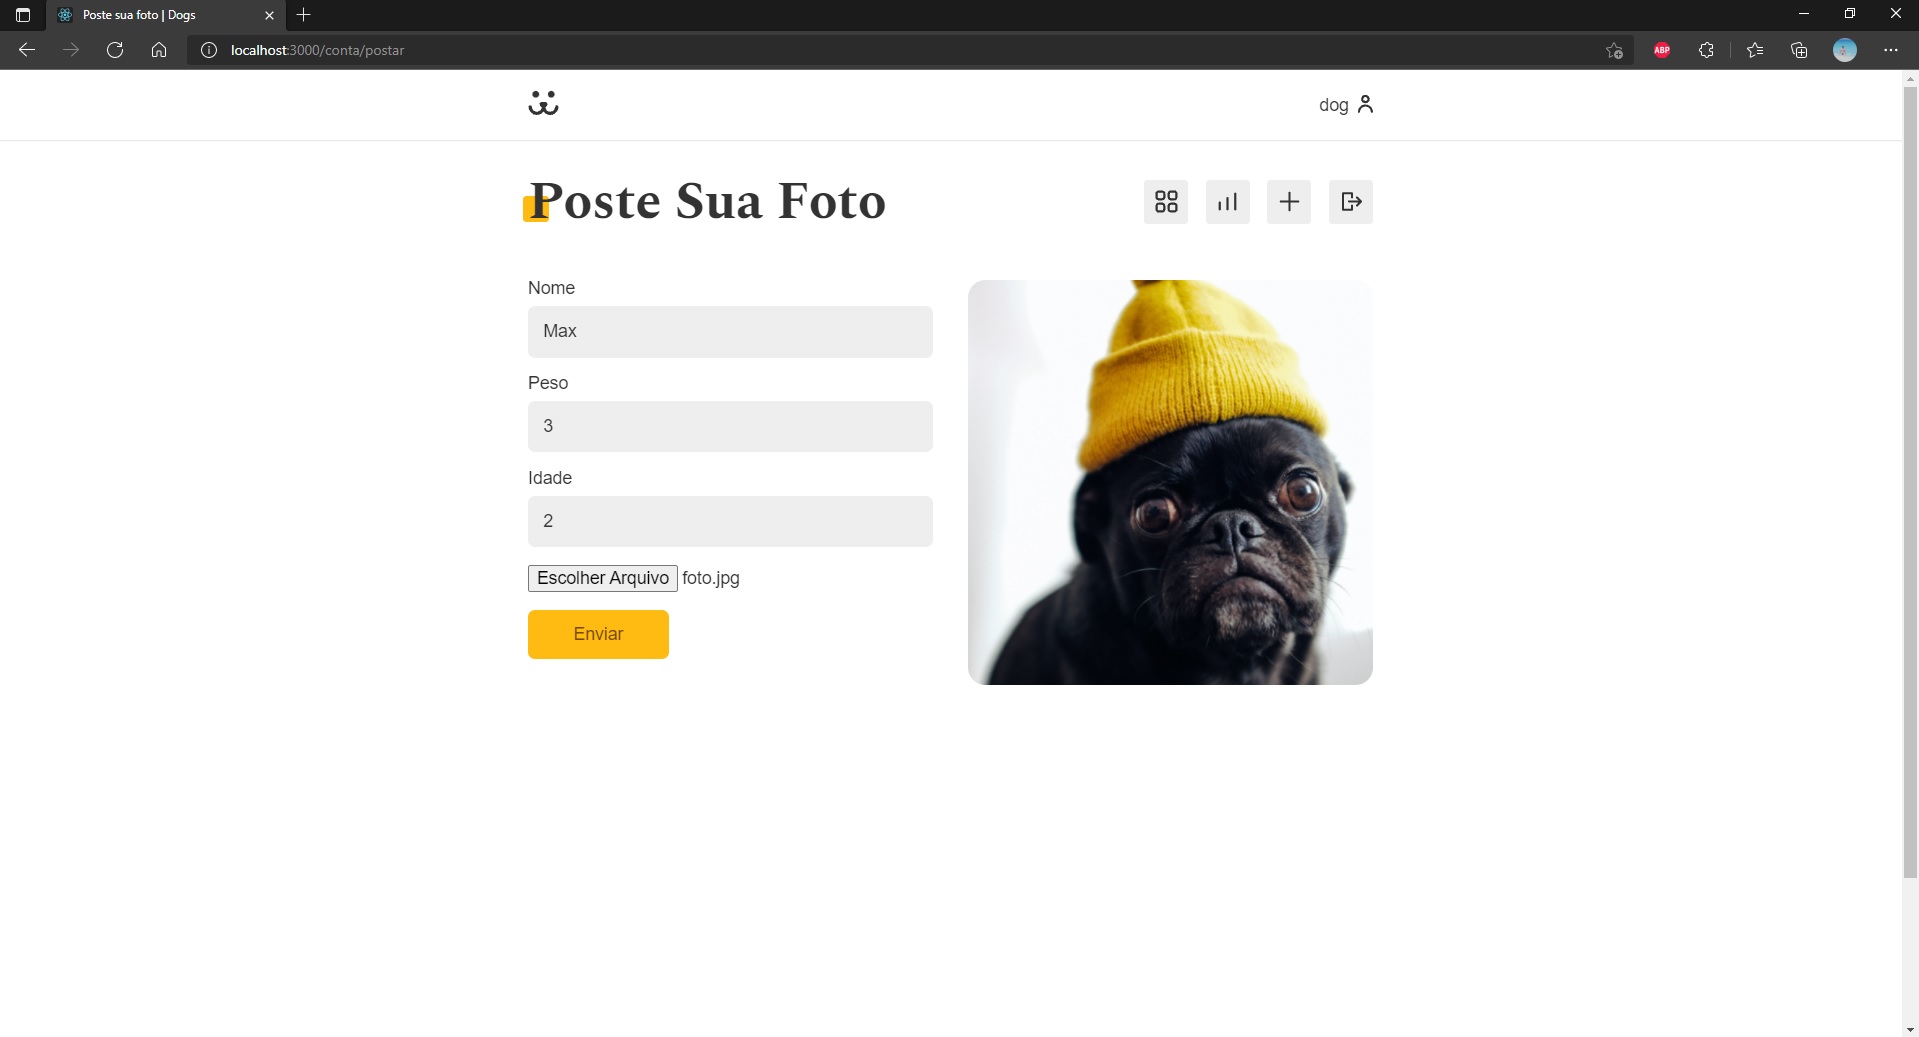 Poste sua foto | Dogs
localhost:3000/conta/postar
ABP
dog
Poste Sua Foto
Nome
Max
Peso
3
Idade
2
Escolher Arquivo foto.jpg
Enviar